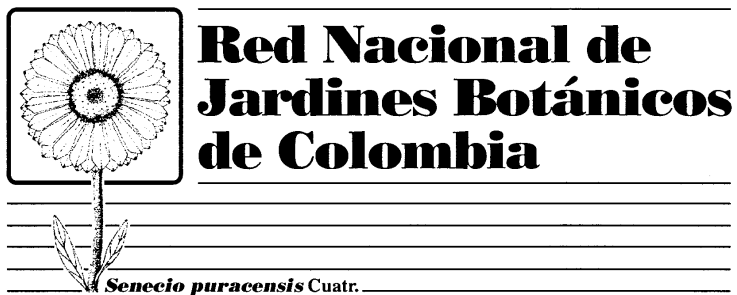 Red Nacional de
Jardines Botánicos
de Colombia
Senecio puracensis Cuatr.